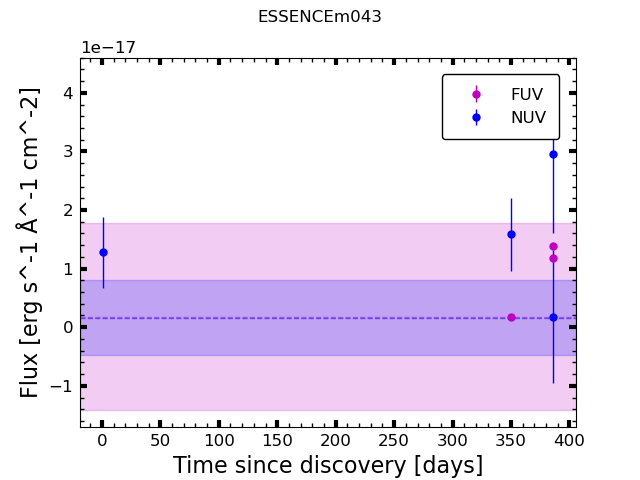 ESSENCEm043
1e−17
FUV
NUV
4
3
2
1
0
−1
Flux [erg s^-1 Å^-1 cm^-2]
0 50 100 150 200 250 300 350 400
Time since discovery [days]